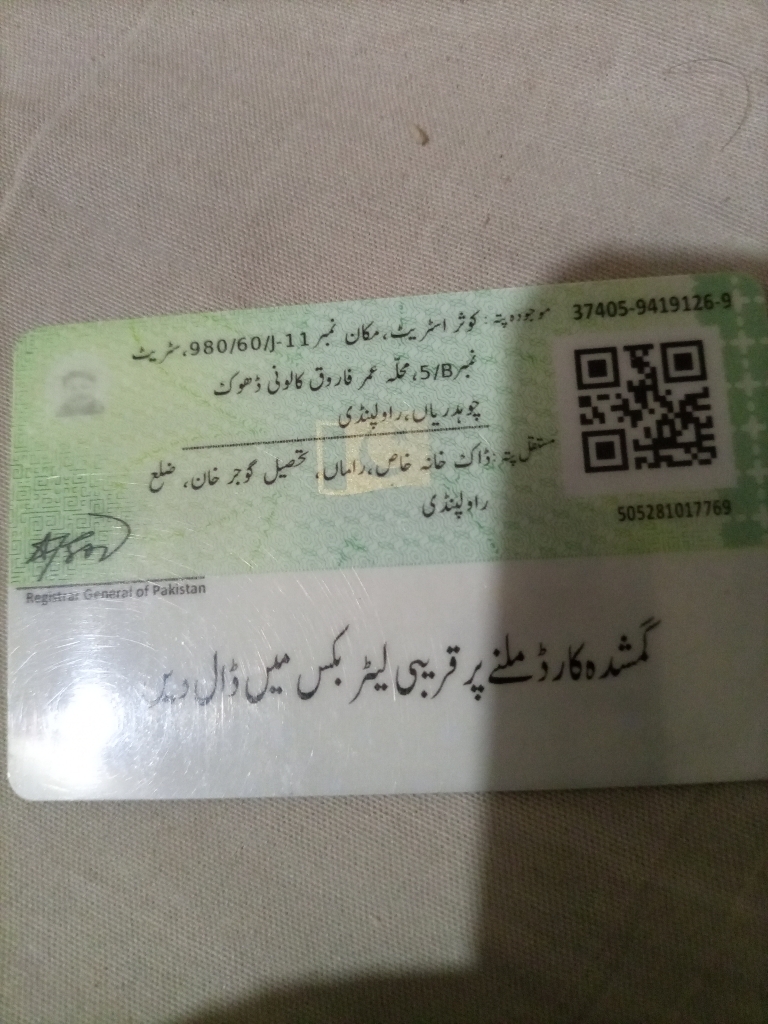 37405-9419126-9
موجودہ پتہ: کوثر اسٹریٹ، مکان نمبر 980/60/J-11، سٹریٹ
نمبر 5/B، محلّہ عمر فاروق کالونی ڈھوک
چوہدریاں، راولپنڈی
مستقل پتہ: ڈاک خانہ خاص، راماں، تحصیل گوجر خان، ضلع
راولپنڈی
505281017769
Registrar General of Pakistan
گمشدہ کارڈ ملنے پر قریبی لیٹر بکس میں ڈال دیں